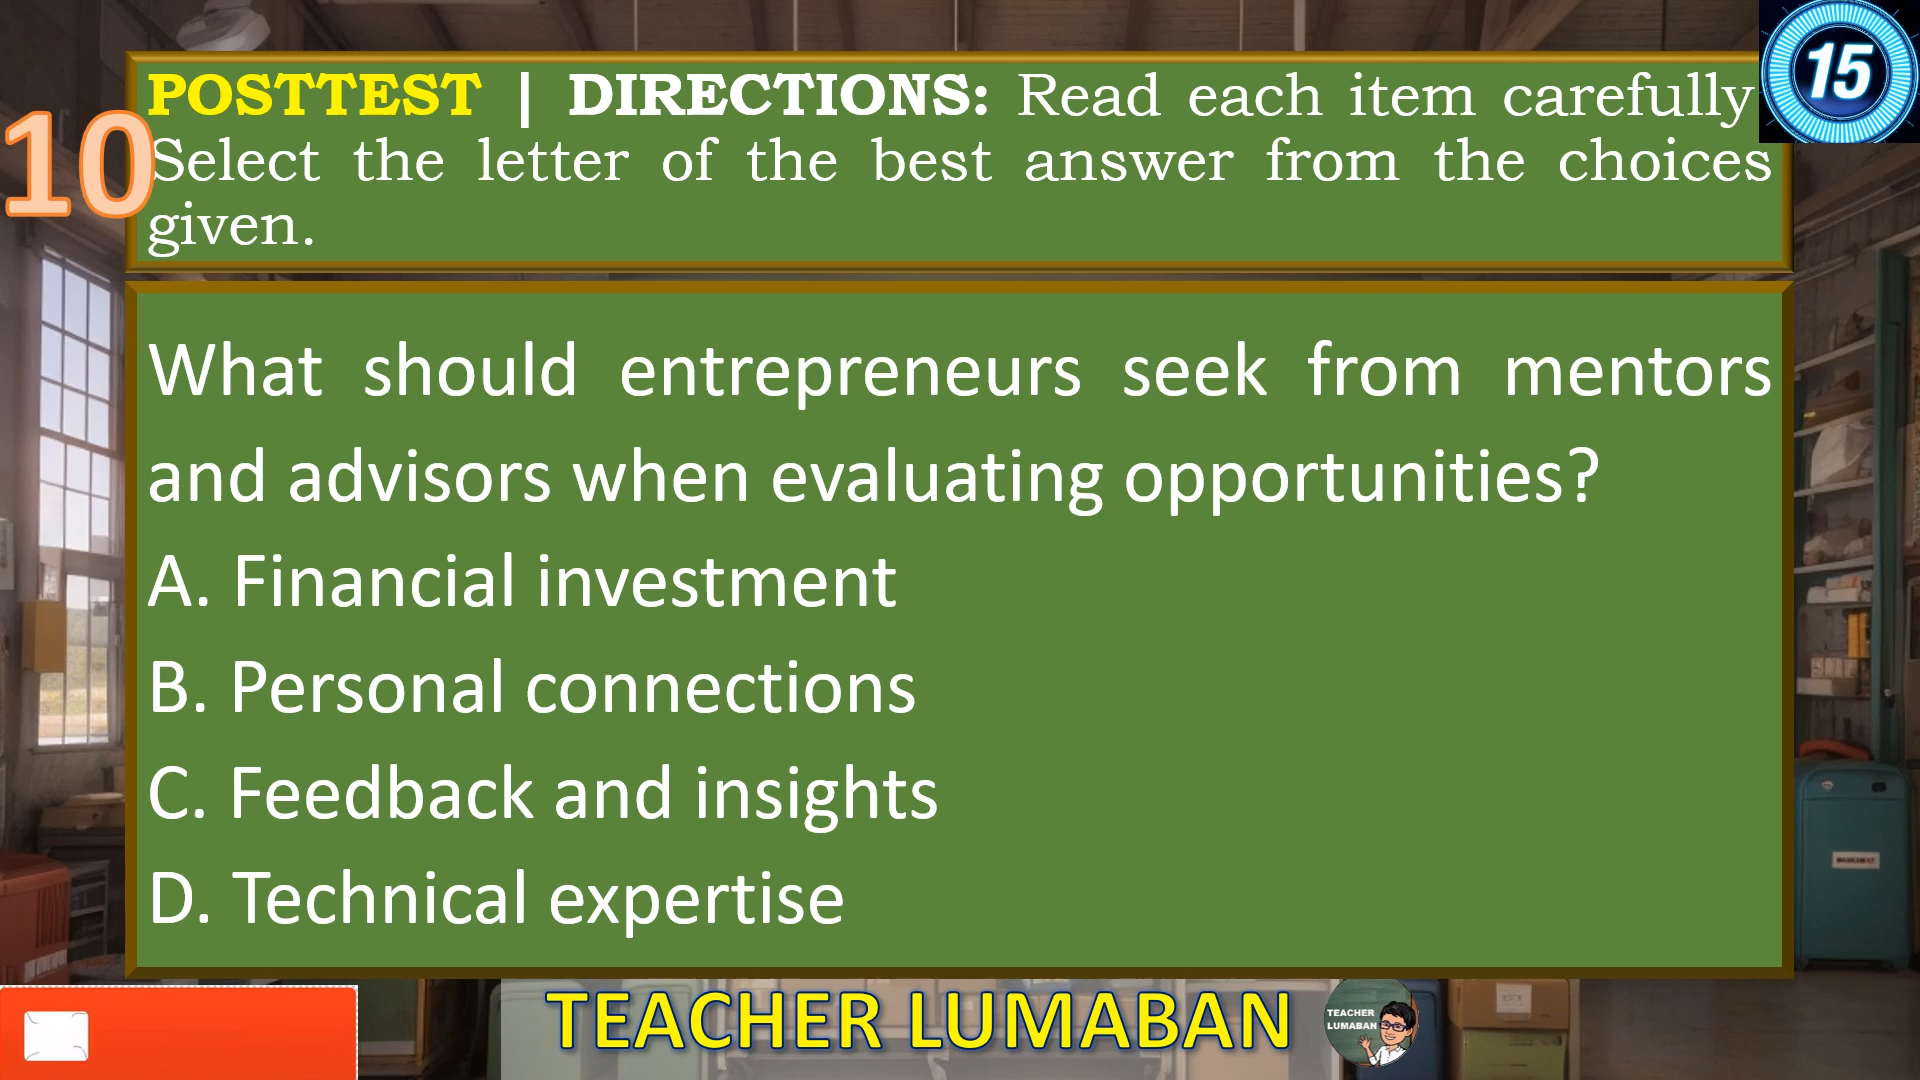 15
10
POSTTEST | DIRECTIONS: Read each item carefully
Select the letter of the best answer from the choices
given.
What should entrepreneurs seek from mentors
and advisors when evaluating opportunities?
A. Financial investment
B. Personal connections
C. Feedback and insights
D. Technical expertise
TEACHER LUMABAN
TEACHER
LUMABAN